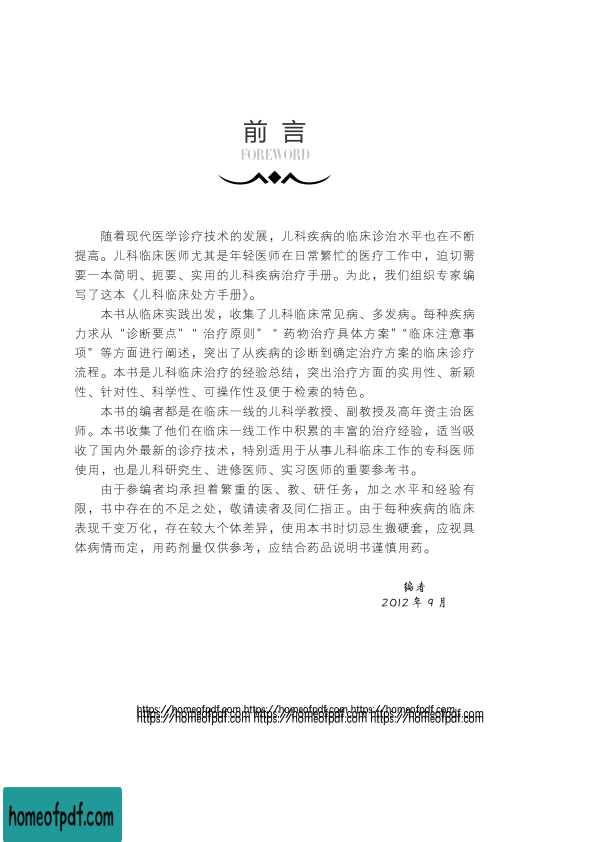 前 言
FOREWORD
随着现代医学诊疗技术的发展，儿科疾病的临床诊治水平也在不断
提高。儿科临床医师尤其是年轻医师在日常繁忙的医疗工作中，迫切需
要一本简明、扼要、实用的儿科疾病治疗手册。为此，我们组织专家编
写了这本《儿科临床处方手册》。
本书从临床实践出发，收集了儿科临床常见病、多发病。每种疾病
力求从“诊断要点”“治疗原则”“药物治疗具体方案”“临床注意事
项”等方面进行阐述，突出了从疾病的诊断到确定治疗方案的临床诊疗
流程。本书是儿科临床治疗的经验总结，突出治疗方面的实用性、新颖
性、针对性、科学性、可操作性及便于检索的特色。
本书的编者都是在临床一线的儿科学教授、副教授及高年资主治医
师。本书收集了他们在临床一线工作中积累的丰富的治疗经验，适当吸
收了国内外最新的诊疗技术，特别适用于从事儿科临床工作的专科医师
使用，也是儿科研究生、进修医师、实习医师的重要参考书。
由于参编者均承担着繁重的医、教、研任务，加之水平和经验有
限，书中存在的不足之处，敬请读者及同仁指正。由于每种疾病的临床
表现千变万化，存在较大个体差异，使用本书时切忌生搬硬套，应视具
体病情而定，用药剂量仅供参考，应结合药品说明书谨慎用药。
编者
2012 年 9 月
https://homeofpdf.com https://homeofpdf.com https://homeofpdf.com
https://homeofpdf.com https://homeofpdf.com https://homeofpdf.com
https://homeofpdf.com https://homeofpdf.com https://homeofpdf.com
homeofpdf.com